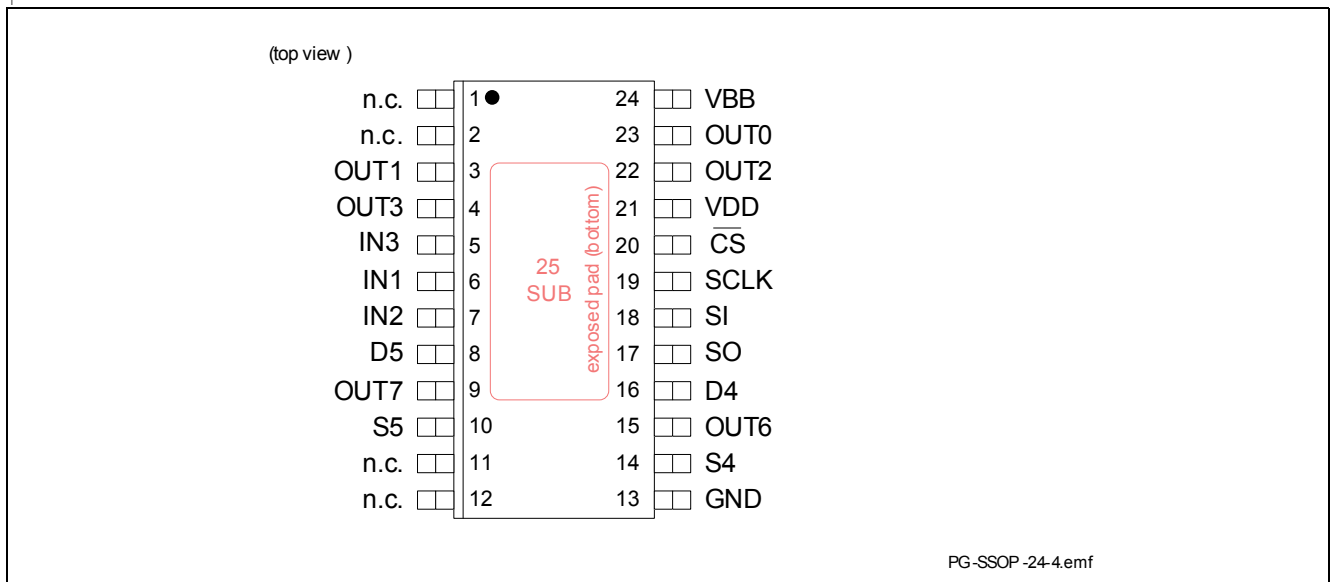 (top view )
n.c. 1 24 VBB
n.c. 2 23 OUT0
OUT1 3 22 OUT2
OUT3 4 21 VDD
IN3 5 20 CS
IN1 6 19 SCLK
IN2 7 18 SI
D5 8 17 SO
OUT7 9 16 D4
S5 10 15 OUT6
n.c. 11 14 S4
n.c. 12 13 GND
25
SUB
exposed pad (bottom)
PG-SSOP-24-4.emf